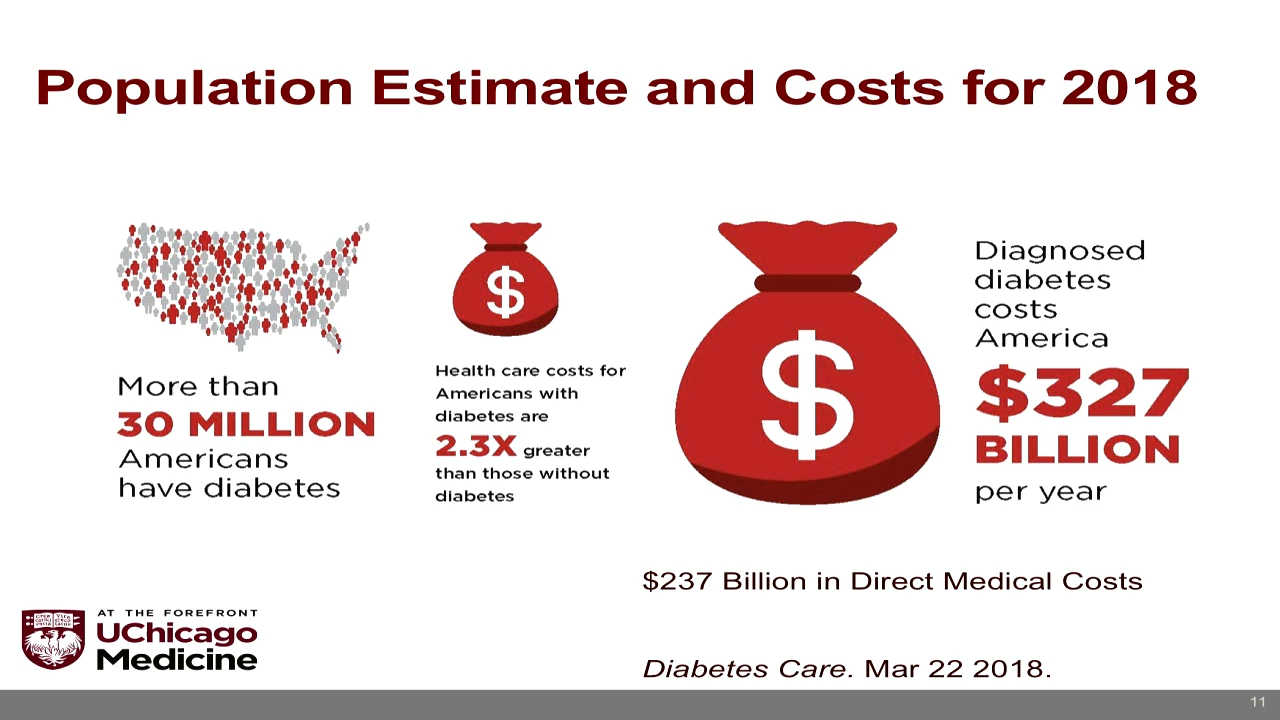 Population Estimate and Costs for 2018
More than
30 MILLION
Americans
have diabetes
$
Health care costs for
Americans with
diabetes are
2.3X greater
than those without
diabetes
$
Diagnosed
diabetes
costs
America
$327
BILLION
per year
$237 Billion in Direct Medical Costs
AT THE FOREFRONT
UChicago
Medicine
Diabetes Care. Mar 22 2018.
11